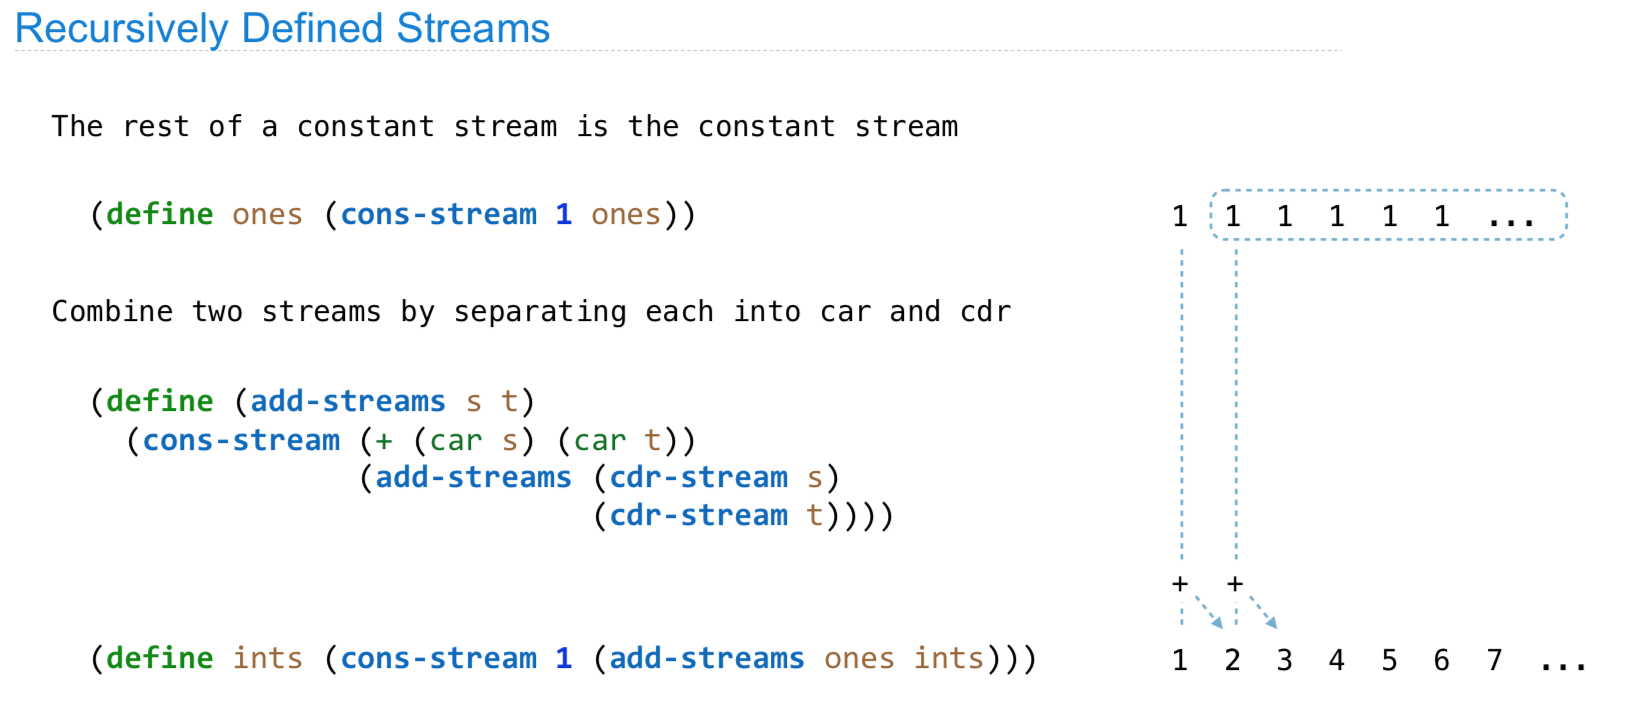 Recursively Defined Streams
The rest of a constant stream is the constant stream
(define ones (cons-stream 1 ones))
1 1 1 1 1 1 ...
Combine two streams by separating each into car and cdr
(define (add-streams s t)
(cons-stream (+ (car s) (car t))
(add-streams (cdr-stream s)
(cdr-stream t))))
+ +
(define ints (cons-stream 1 (add-streams ones ints)))
1 2 3 4 5 6 7 ...